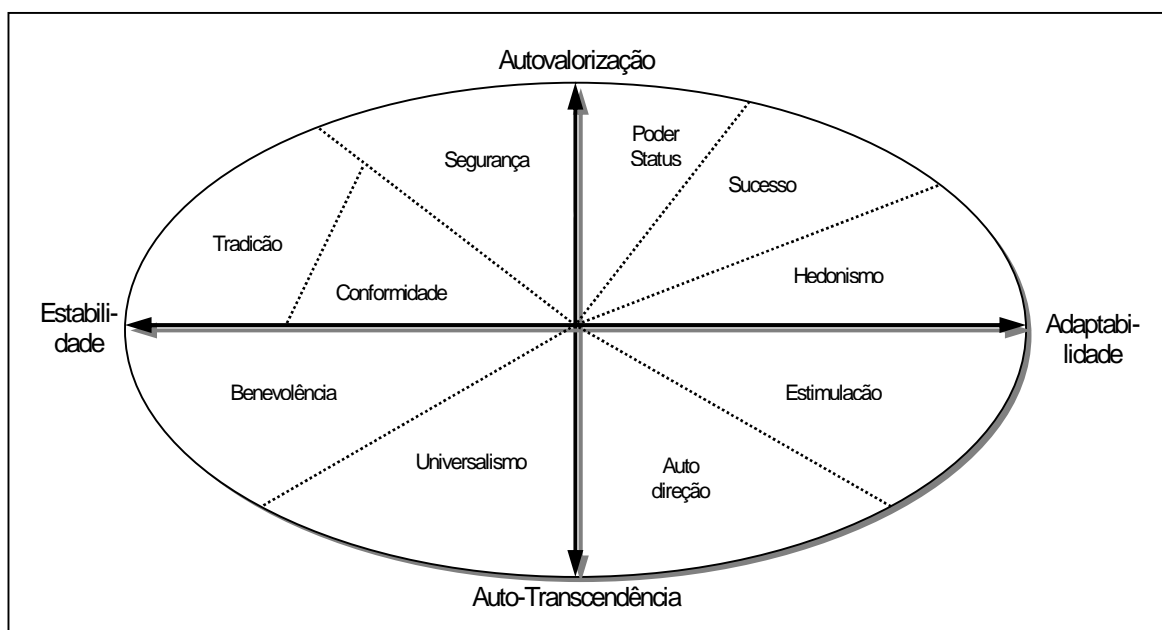 Autovalorização
Poder
Status
Segurança
Sucesso
Tradicão
Hedonismo
Conformidade
Estabili-
dade
Adaptabi-
lidade
Benevolência
Estimulacão
Universalismo
Auto
direção
Auto-Transcendência